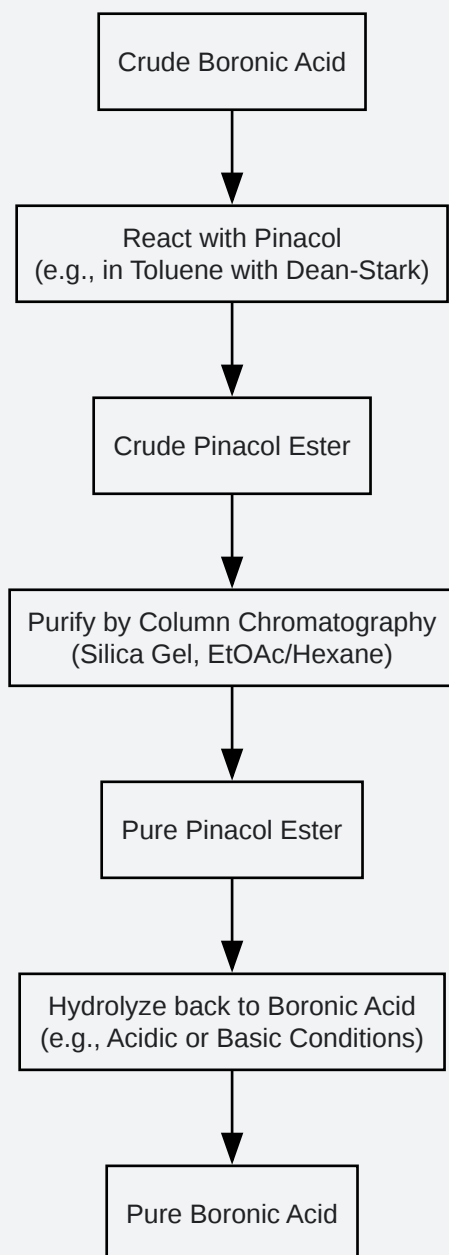 Crude Boronic Acid
React with Pinacol
(e.g., in Toluene with Dean-Stark)
Crude Pinacol Ester
Purify by Column Chromatography
(Silica Gel, EtOAc/Hexane)
Pure Pinacol Ester
Hydrolyze back to Boronic Acid
(e.g., Acidic or Basic Conditions)
Pure Boronic Acid